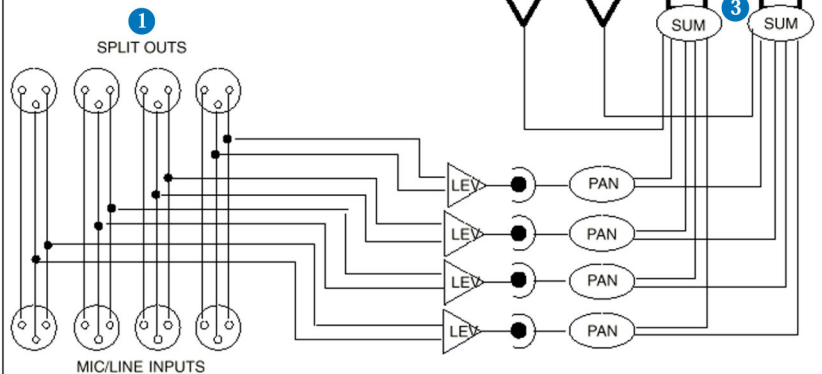 1
3
SPLIT OUTS
SUM
SUM
LEV
PAN
LEV
PAN
LEV
PAN
LEV
PAN
MIC/LINE INPUTS